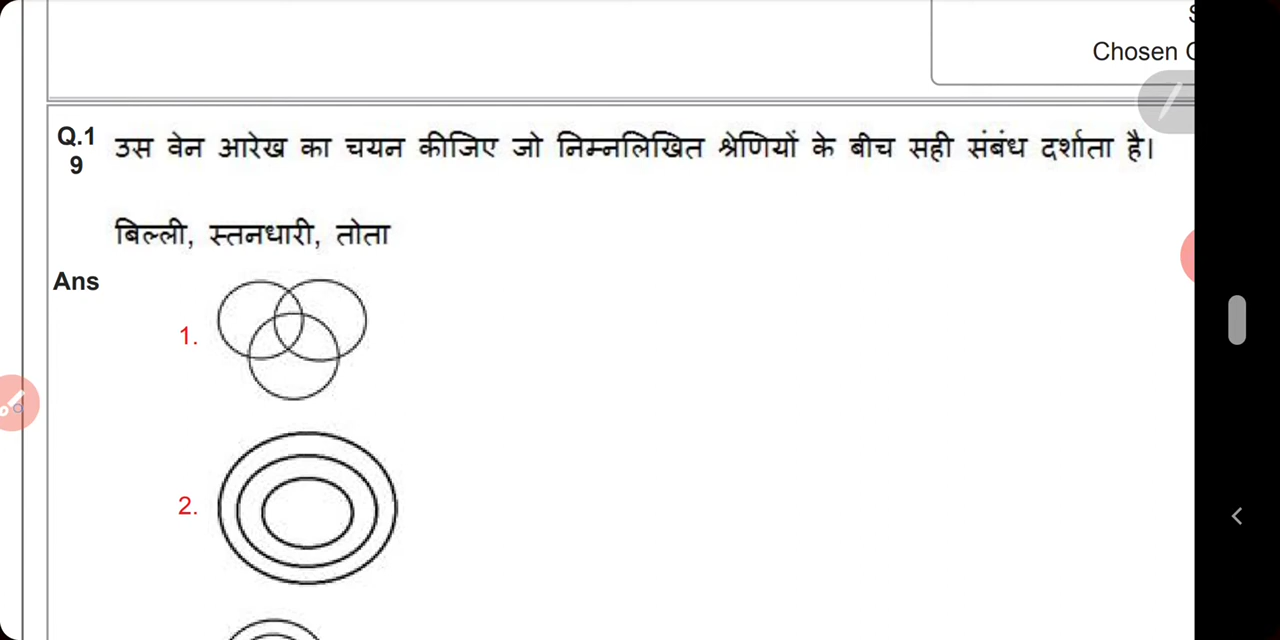 Chosen
Q.1
9
उस वेन आरेख का चयन कीजिए जो निम्नलिखित श्रेणियों के बीच सही संबंध दर्शाता है।
बिल्ली, स्तनधारी, तोता
Ans
1.
2.